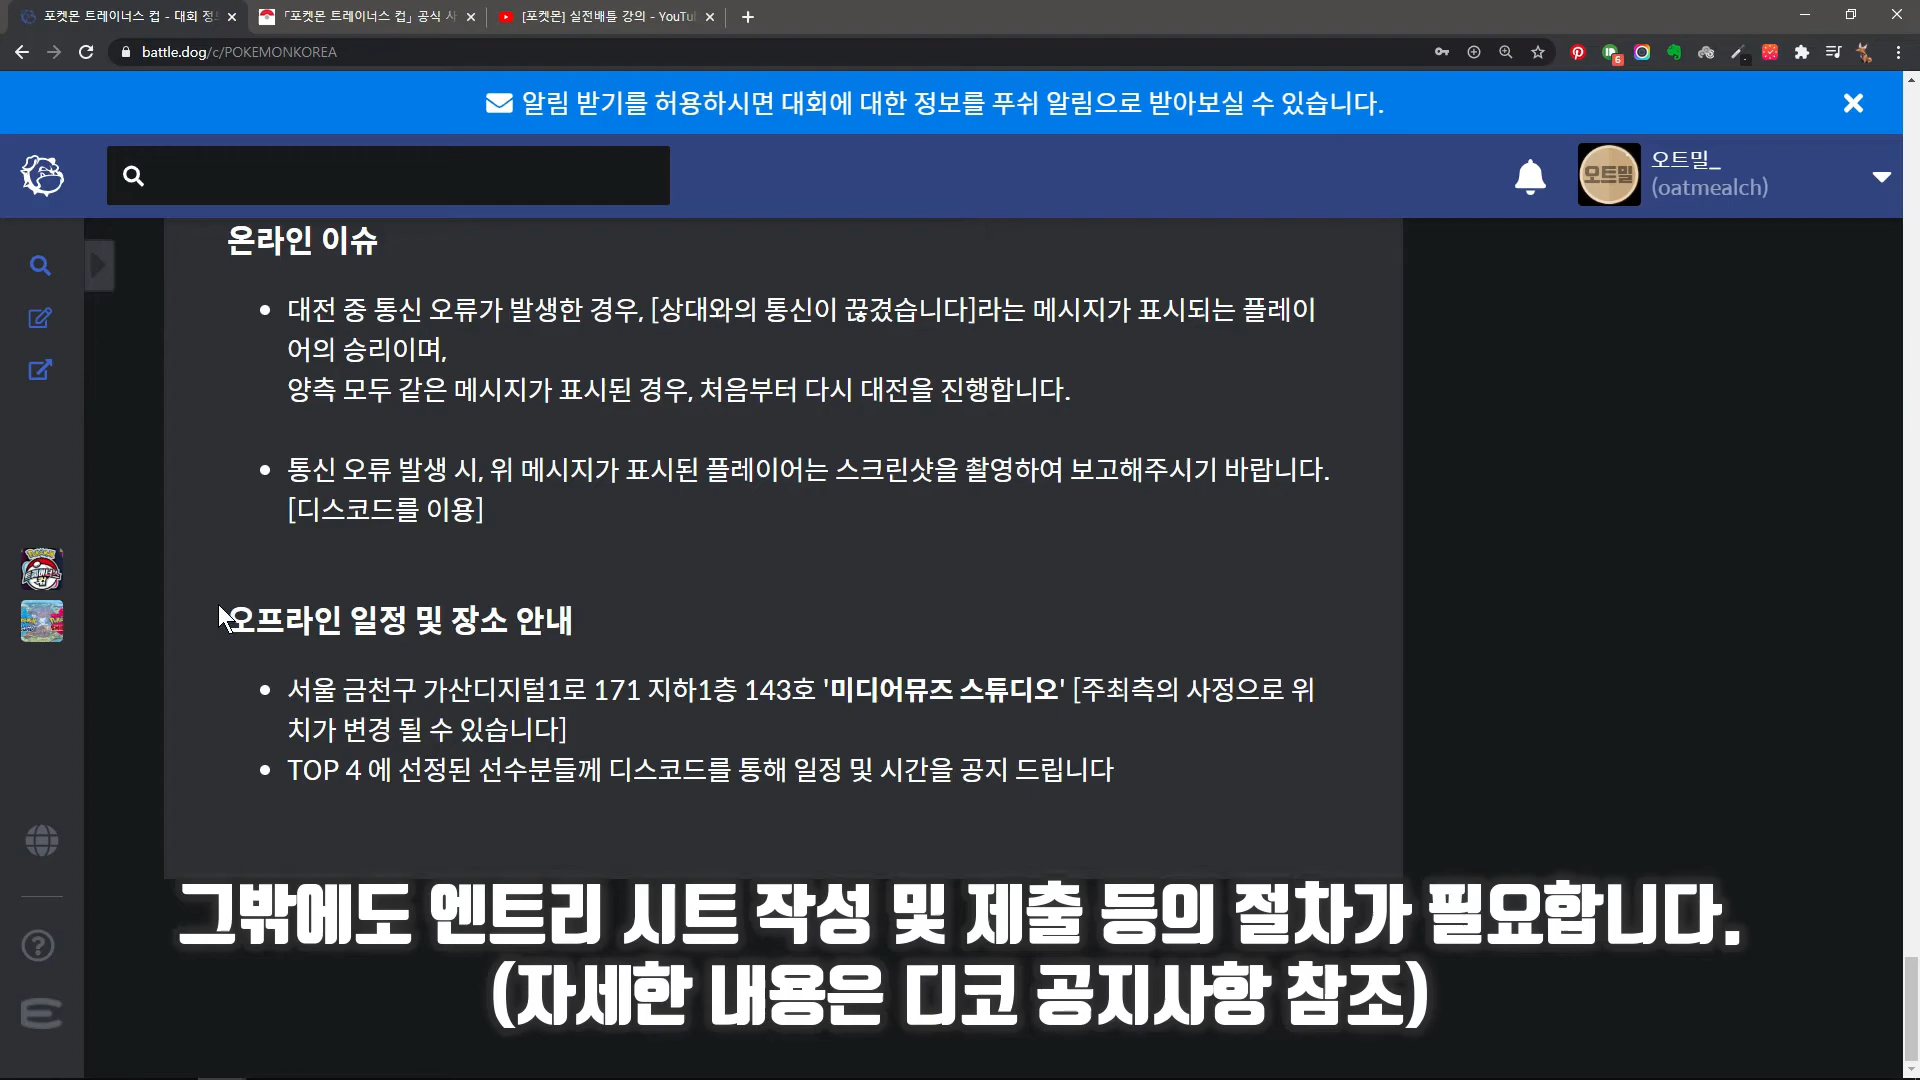 포켓몬 트레이너스 컵 - 대회 정
「포켓몬 트레이너스 컵」 공식 사
[포켓몬] 실전배틀 강의 - YouTu
battle.dog/c/POKEMONKOREA
6
알림 받기를 허용하시면 대회에 대한 정보를 푸쉬 알림으로 받아보실 수 있습니다.
오트밀
오트밀_
(oatmealch)
온라인 이슈
대전 중 통신 오류가 발생한 경우, [상대와의 통신이 끊겼습니다]라는 메시지가 표시되는 플레이
어의 승리이며,
양측 모두 같은 메시지가 표시된 경우, 처음부터 다시 대전을 진행합니다.
통신 오류 발생 시, 위 메시지가 표시된 플레이어는 스크린샷을 촬영하여 보고해주시기 바랍니다.
[디스코드를 이용]
오프라인 일정 및 장소 안내
서울 금천구 가산디지털1로 171 지하1층 143호 '미디어뮤즈 스튜디오' [주최측의 사정으로 위
치가 변경 될 수 있습니다]
TOP 4 에 선정된 선수분들께 디스코드를 통해 일정 및 시간을 공지 드립니다
그밖에도 엔트리 시트 작성 및 제출 등의 절차가 필요합니다.
(자세한 내용은 디코 공지사항 참조)